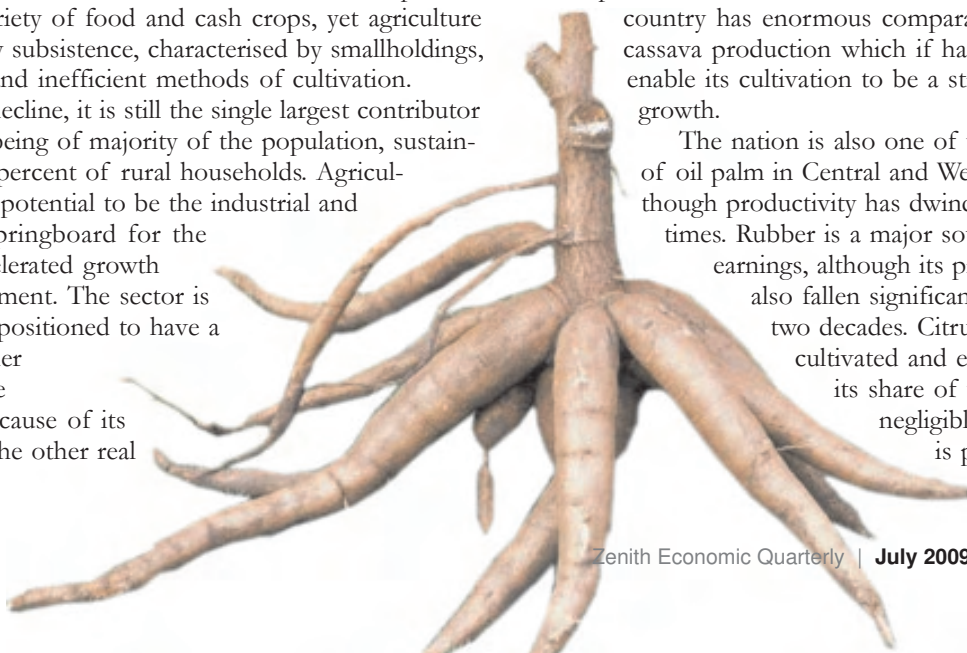 riety of food and cash crops, yet agriculture
y subsistence, characterised by smallholdings,
nd inefficient methods of cultivation.
ecline, it is still the single largest contributor
being of majority of the population, sustain-
percent of rural households. Agricul-
potential to be the industrial and
pringboard for the
elerated growth
ment. The sector is
positioned to have a
er
e
cause of its
he other real
country has enormous compara
cassava production which if ha
enable its cultivation to be a st
growth.
The nation is also one of
of oil palm in Central and We
though productivity has dwind
times. Rubber is a major so
earnings, although its p
also fallen significan
two decades. Citru
cultivated and e
its share of
negligibl
is p
Zenith Economic Quarterly | July 2009